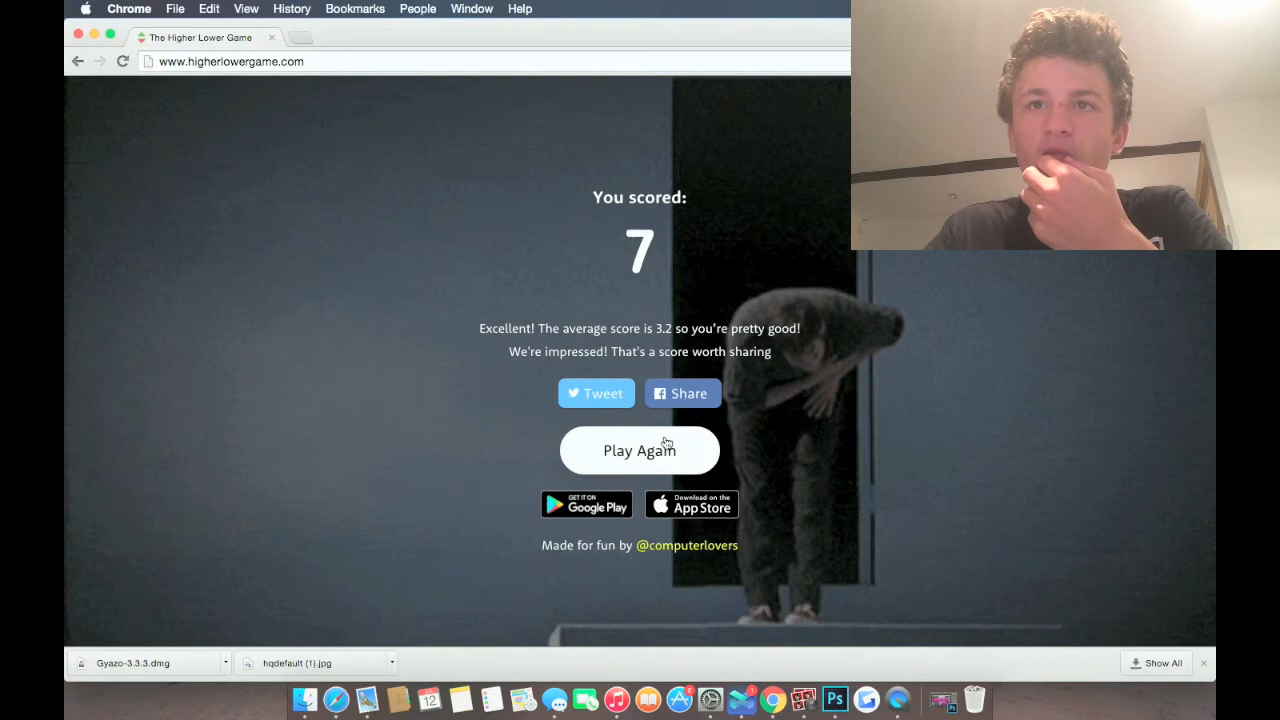 Chrome File Edit View History Bookmarks People Window Help
The Higher Lower Game
www.higherlowergame.com
You scored:
7
Excellent! The average score is 3.2 so you're pretty good!
We're impressed! That's a score worth sharing
Tweet Share
Play Again
GET IT ON
Google Play
Download on the
App Store
Made for fun by @computerlovers
Gyazo-3.3.3.dmg hqdefault (1).jpg Show All
12 Ps